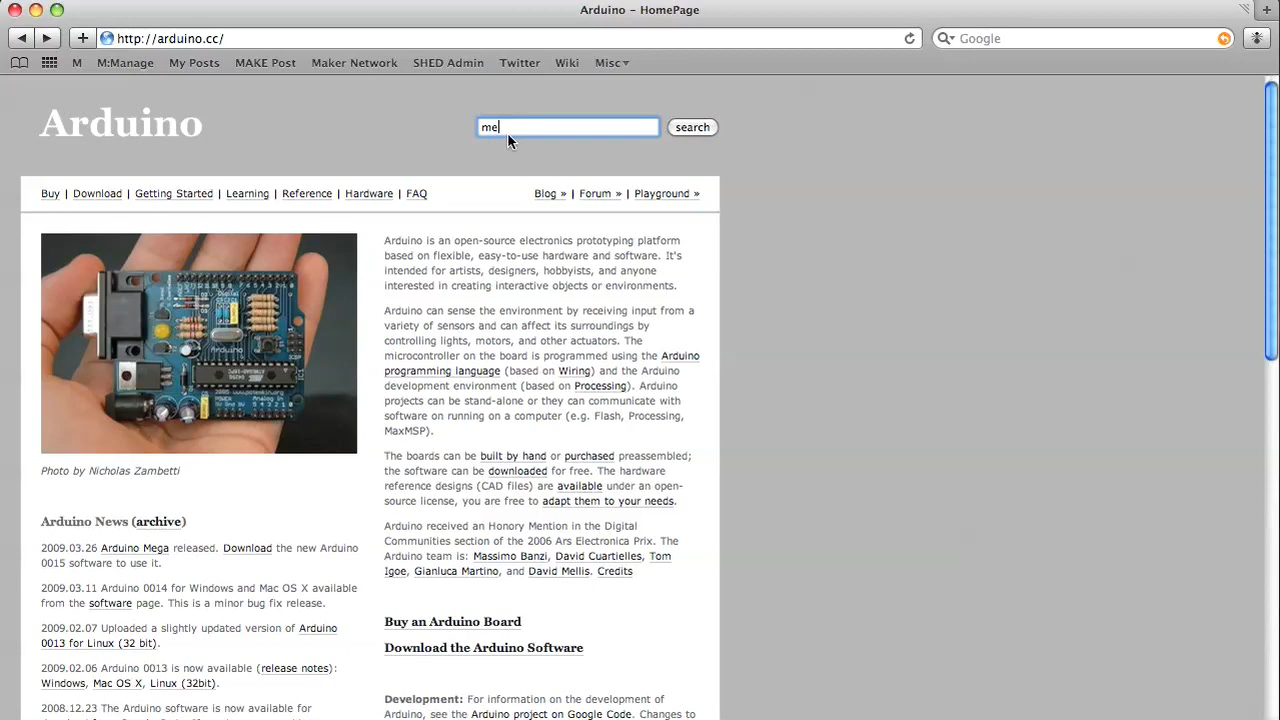 Arduino – HomePage
http://arduino.cc/
Google
M M:Manage My Posts MAKE Post Maker Network SHED Admin Twitter Wiki Misc
Arduino
me
search
Buy | Download | Getting Started | Learning | Reference | Hardware | FAQ
Blog » | Forum » | Playground »
Photo by Nicholas Zambetti
Arduino News (archive)
2009.03.26 Arduino Mega released. Download the new Arduino
0015 software to use it.
2009.03.11 Arduino 0014 for Windows and Mac OS X available
from the software page. This is a minor bug fix release.
2009.02.07 Uploaded a slightly updated version of Arduino
0013 for Linux (32 bit).
2009.02.06 Arduino 0013 is now available (release notes):
Windows, Mac OS X, Linux (32bit).
2008.12.23 The Arduino software is now available for
Arduino is an open-source electronics prototyping platform
based on flexible, easy-to-use hardware and software. It's
intended for artists, designers, hobbyists, and anyone
interested in creating interactive objects or environments.
Arduino can sense the environment by receiving input from a
variety of sensors and can affect its surroundings by
controlling lights, motors, and other actuators. The
microcontroller on the board is programmed using the Arduino
programming language (based on Wiring) and the Arduino
development environment (based on Processing). Arduino
projects can be stand-alone or they can communicate with
software on running on a computer (e.g. Flash, Processing,
MaxMSP).
The boards can be built by hand or purchased preassembled;
the software can be downloaded for free. The hardware
reference designs (CAD files) are available under an open-
source license, you are free to adapt them to your needs.
Arduino received an Honory Mention in the Digital
Communities section of the 2006 Ars Electronica Prix. The
Arduino team is: Massimo Banzi, David Cuartielles, Tom
Igoe, Gianluca Martino, and David Mellis. Credits
Buy an Arduino Board
Download the Arduino Software
Development: For information on the development of
Arduino, see the Arduino project on Google Code. Changes to